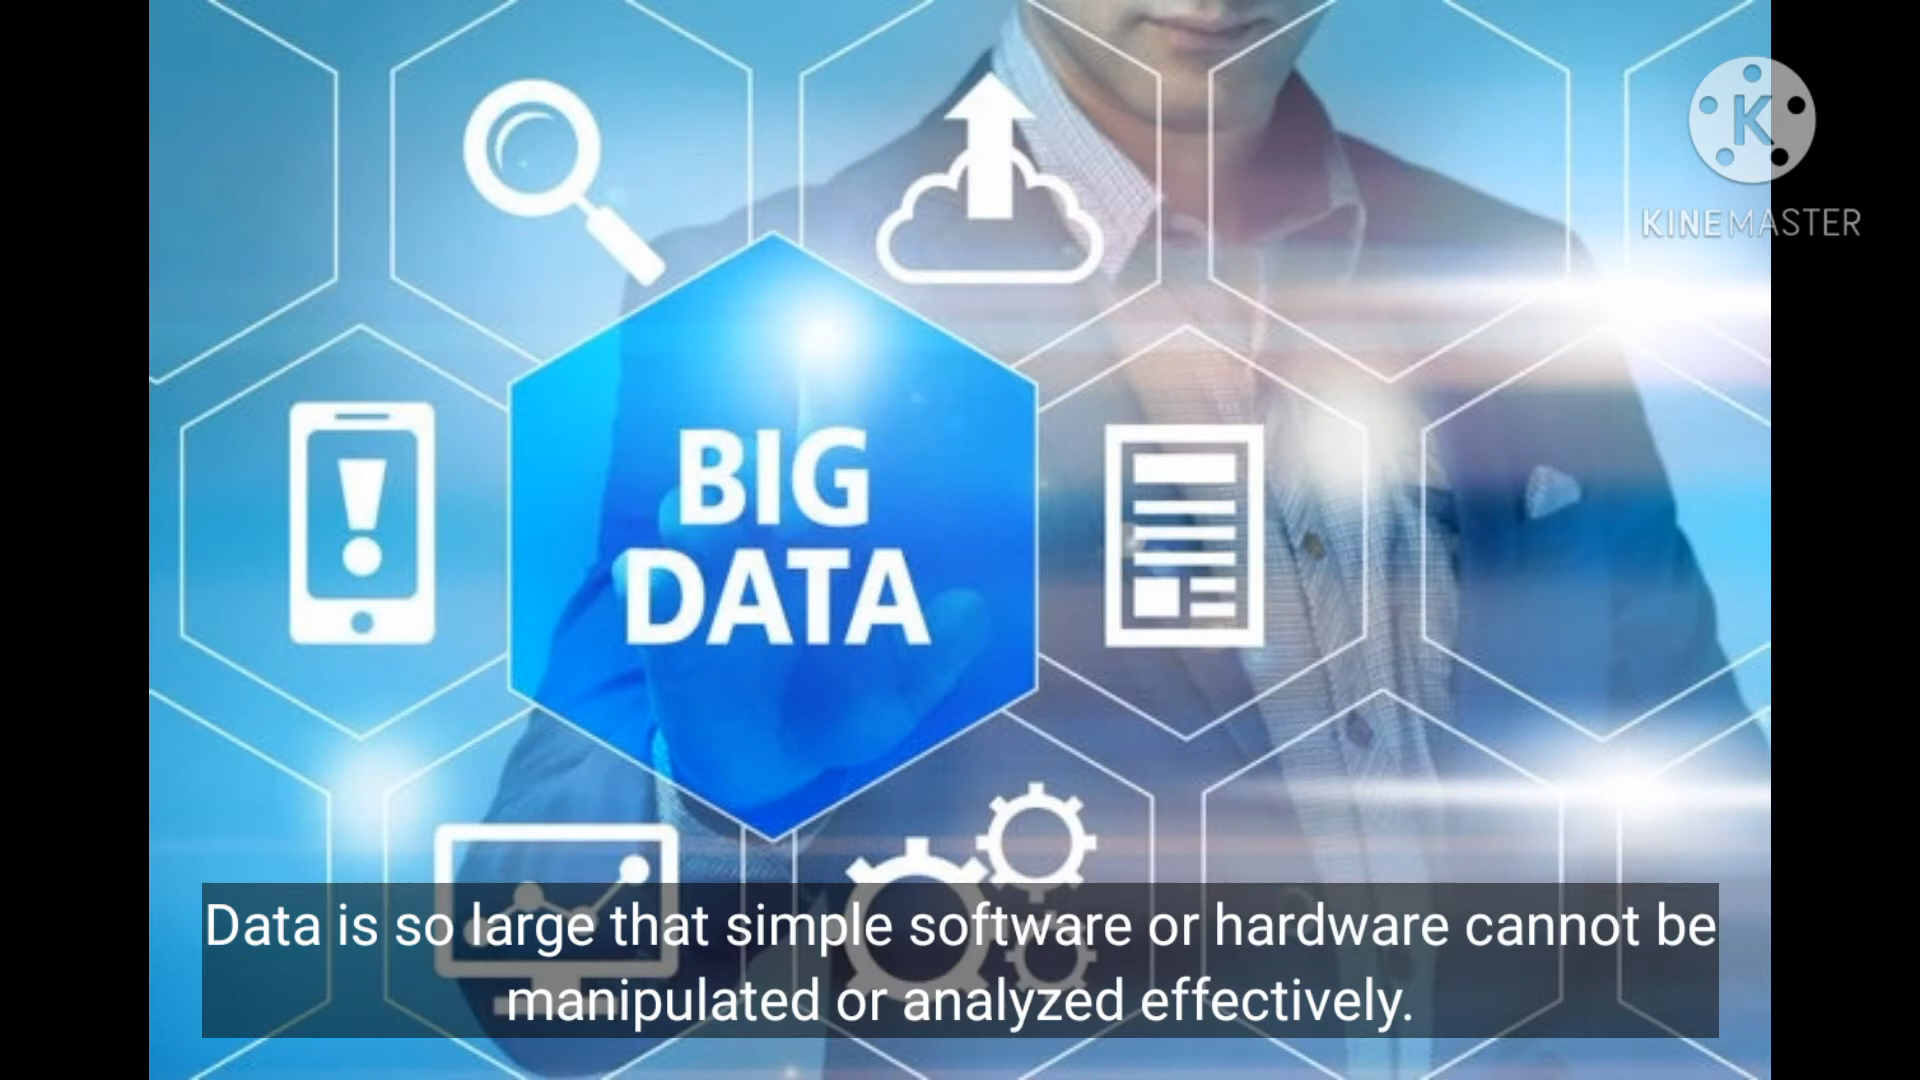 K
KINEMASTER
BIG
DATA
Data is so large that simple software or hardware cannot be
manipulated or analyzed effectively.